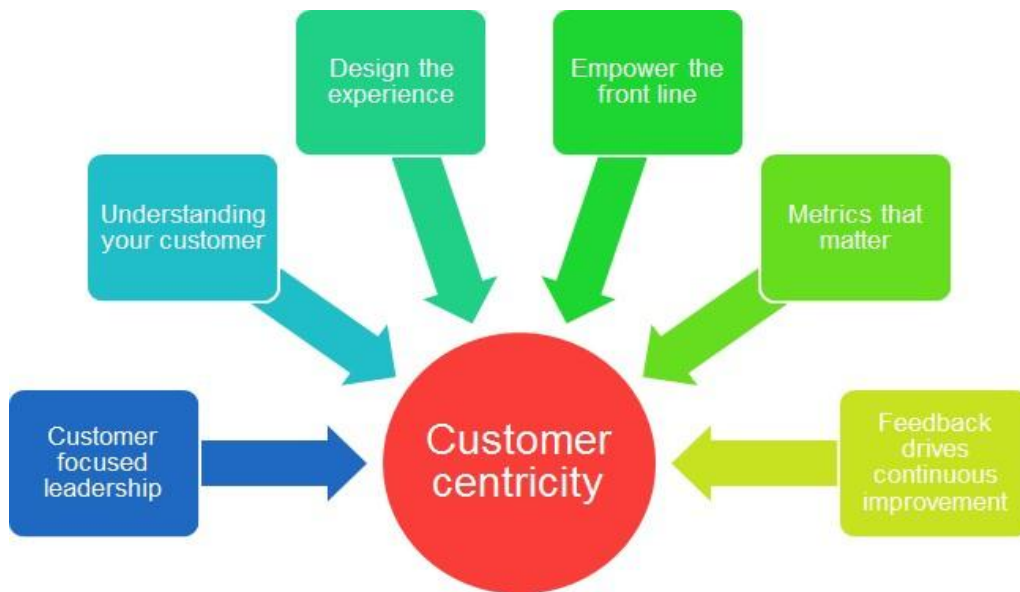 Design the
experience
Empower the
front line
Understanding
your customer
Metrics that
matter
Customer
focused
leadership
Customer
centricity
Feedback
drives
continuous
improvement